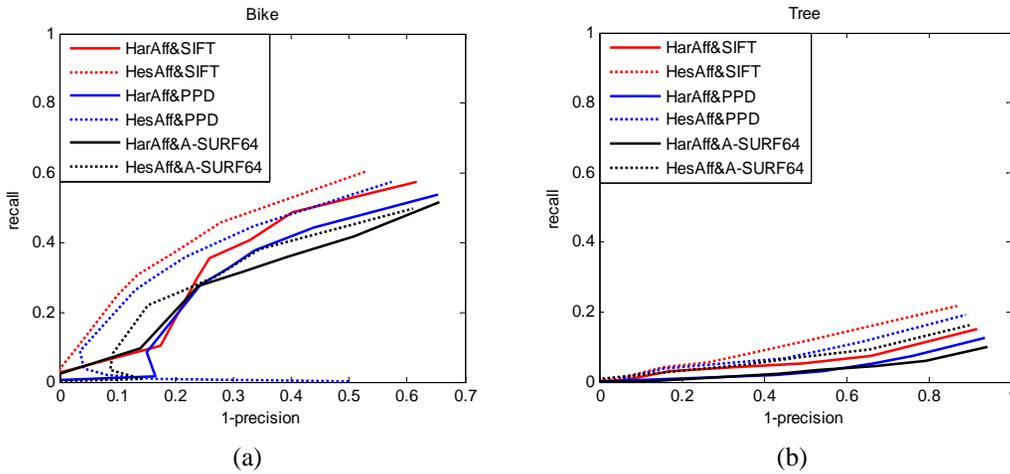 Bike
1
0.8
0.6
0.4
0.2
0
recall
HarAff&SIFT
HesAff&SIFT
HarAff&PPD
HesAff&PPD
HarAff&A-SURF64
HesAff&A-SURF64
0 0.1 0.2 0.3 0.4 0.5 0.6 0.7
1-precision
(a)
Tree
1
0.8
0.6
0.4
0.2
0
recall
HarAff&SIFT
HesAff&SIFT
HarAff&PPD
HesAff&PPD
HarAff&A-SURF64
HesAff&A-SURF64
0 0.2 0.4 0.6 0.8
1-precision
(b)